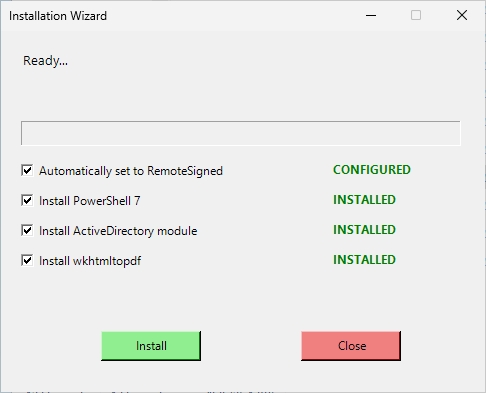 Installation Wizard
Ready...
Automatically set to RemoteSigned CONFIGURED
Install PowerShell 7 INSTALLED
Install ActiveDirectory module INSTALLED
Install wkhtmltopdf INSTALLED
Install Close